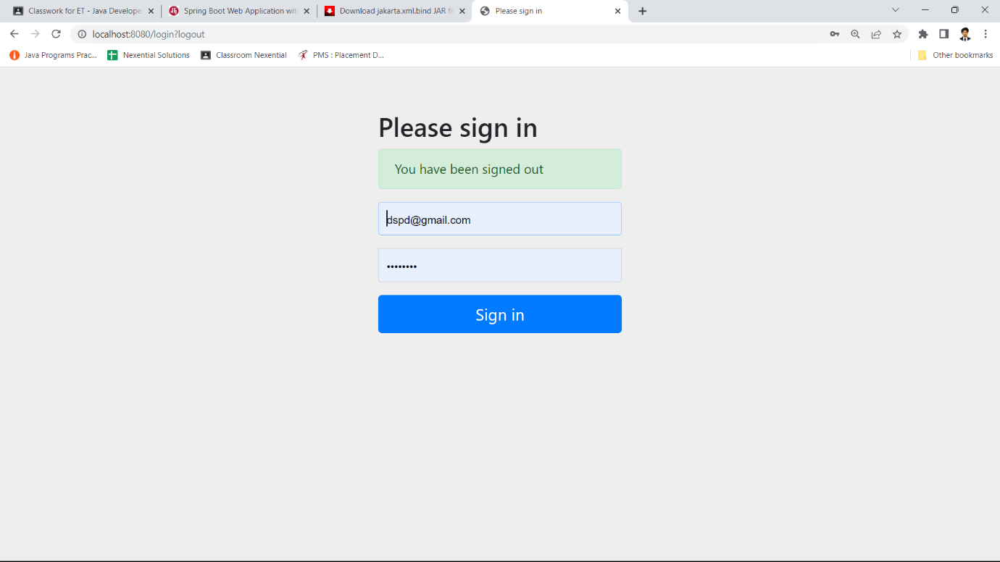 Classwork for ET - Java Develope
Spring Boot Web Application wit
Download jakarta.xml.bind JAR fi
Please sign in
localhost:8080/login?logout
Java Programs Prac...
Nexential Solutions
Classroom Nexential
PMS : Placement D...
Other bookmarks
Please sign in
You have been signed out
dspd@gmail.com
••••••••
Sign in